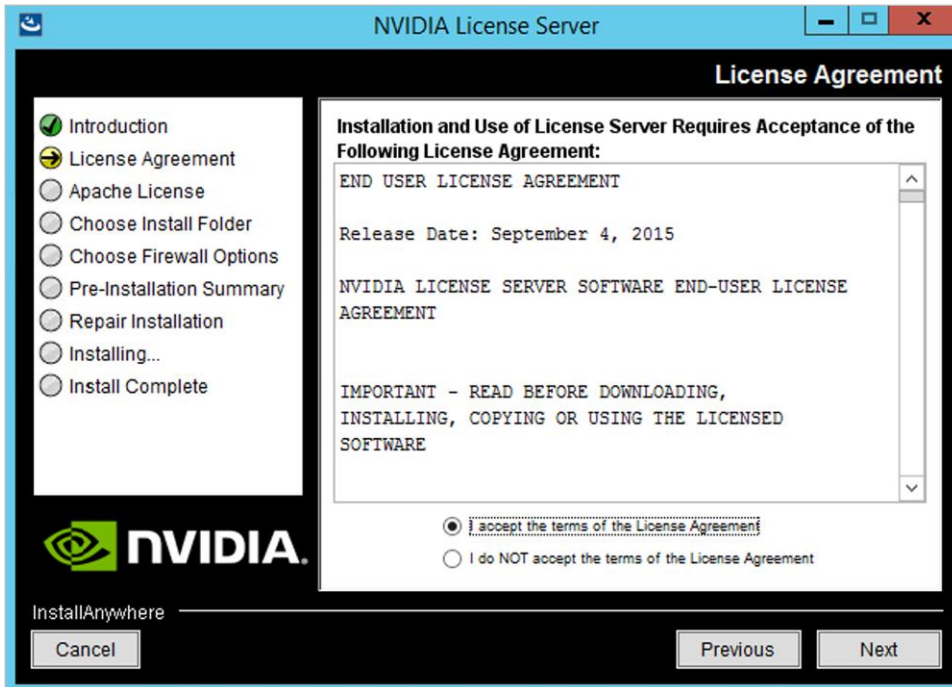 NVIDIA License Server
License Agreement
Introduction
License Agreement
Apache License
Choose Install Folder
Choose Firewall Options
Pre-Installation Summary
Repair Installation
Installing...
Install Complete
Installation and Use of License Server Requires Acceptance of the
Following License Agreement:
END USER LICENSE AGREEMENT
Release Date: September 4, 2015
NVIDIA LICENSE SERVER SOFTWARE END-USER LICENSE
AGREEMENT
IMPORTANT - READ BEFORE DOWNLOADING,
INSTALLING, COPYING OR USING THE LICENSED
SOFTWARE
I accept the terms of the License Agreement
I do NOT accept the terms of the License Agreement
NVIDIA.
InstallAnywhere
Cancel
Previous
Next